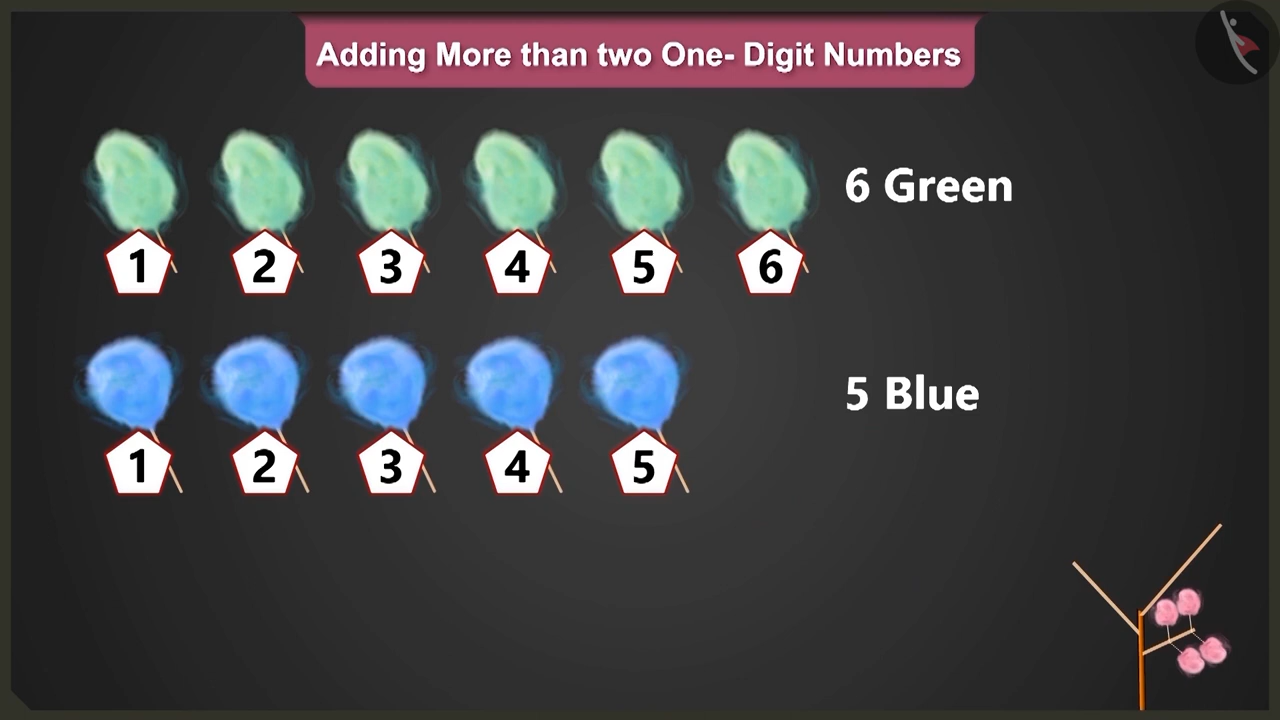 Adding More than two One- Digit Numbers
6 Green
1 2 3 4 5 6
5 Blue
1 2 3 4 5